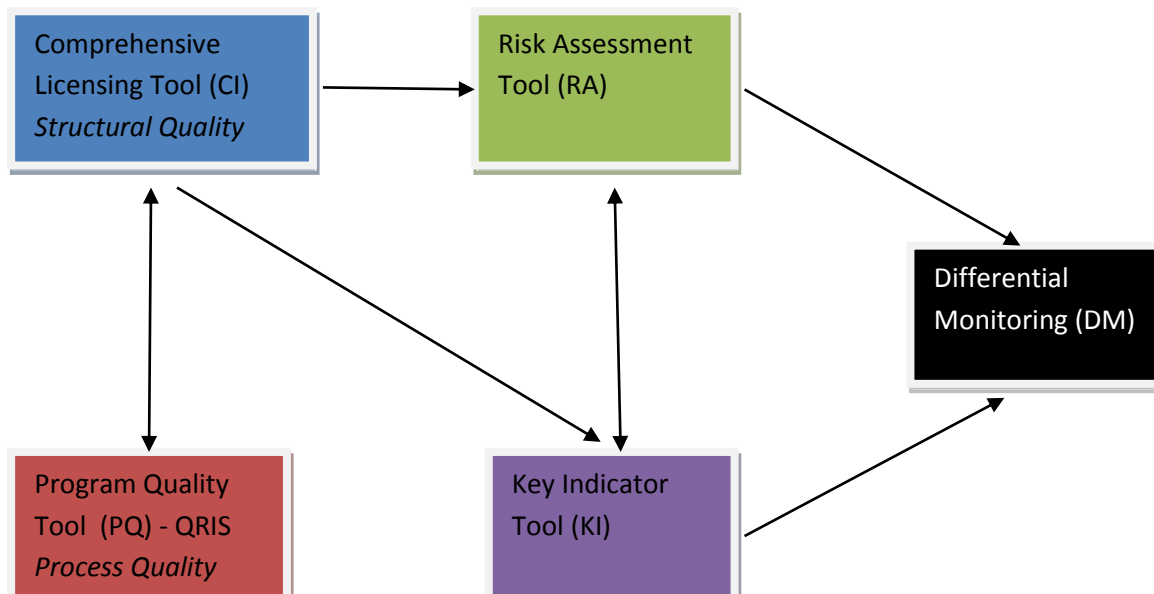 Comprehensive
Licensing Tool (CI)
Structural Quality
Risk Assessment
Tool (RA)
Differential
Monitoring (DM)
Program Quality
Tool  (PQ) - QRIS
Process Quality
Key Indicator
Tool (KI)